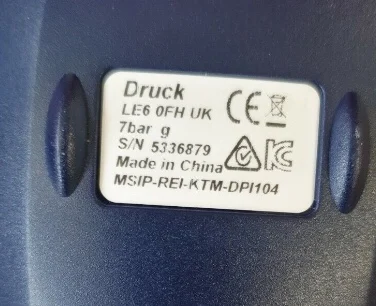 Druck
LE6 0FH UK
7bar g
S/N 5336879
Made in China
MSIP-REI-KTM-DPI104